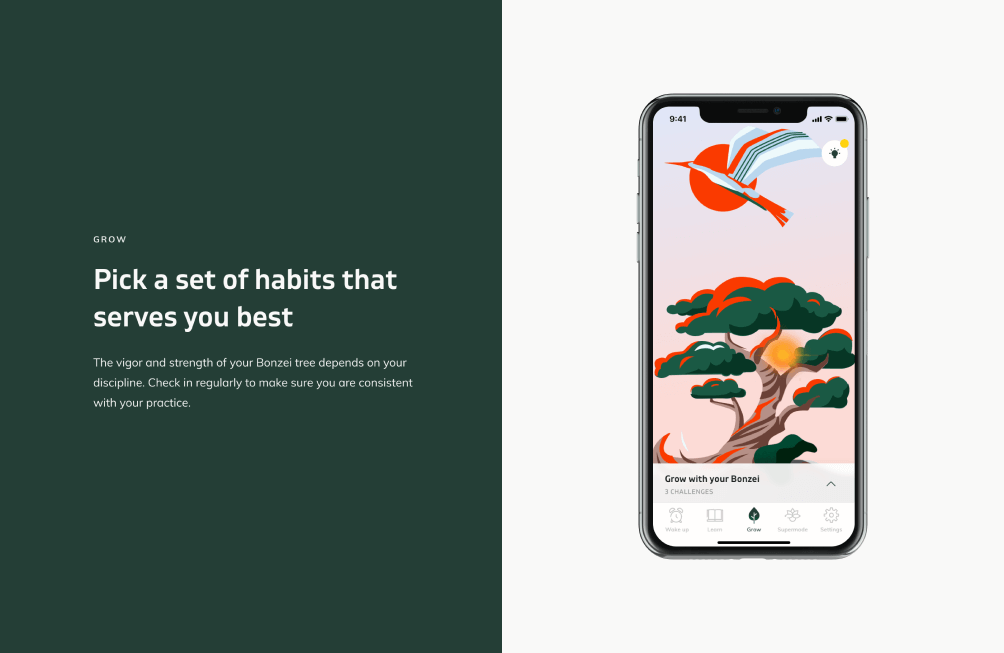 GROW
Pick a set of habits that
serves you best
The vigor and strength of your Bonzei tree depends on your
discipline. Check in regularly to make sure you are consistent
with your practice.
9:41
Grow with your Bonzei
3 CHALLENGES
Wake up Learn Grow Supermode Settings